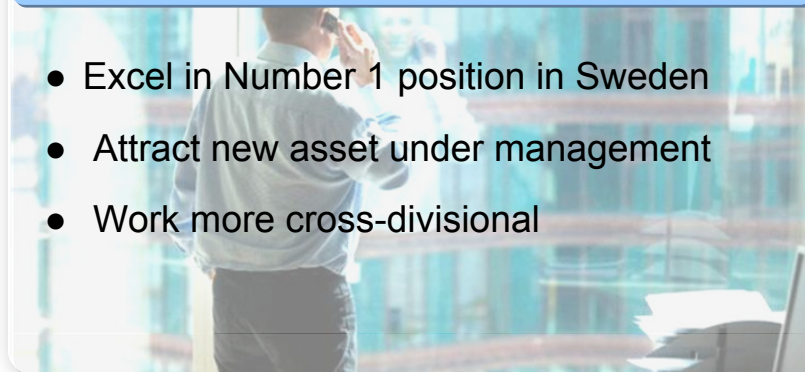 ● Excel in Number 1 position in Sweden
● Attract new asset under management
● Work more cross-divisional